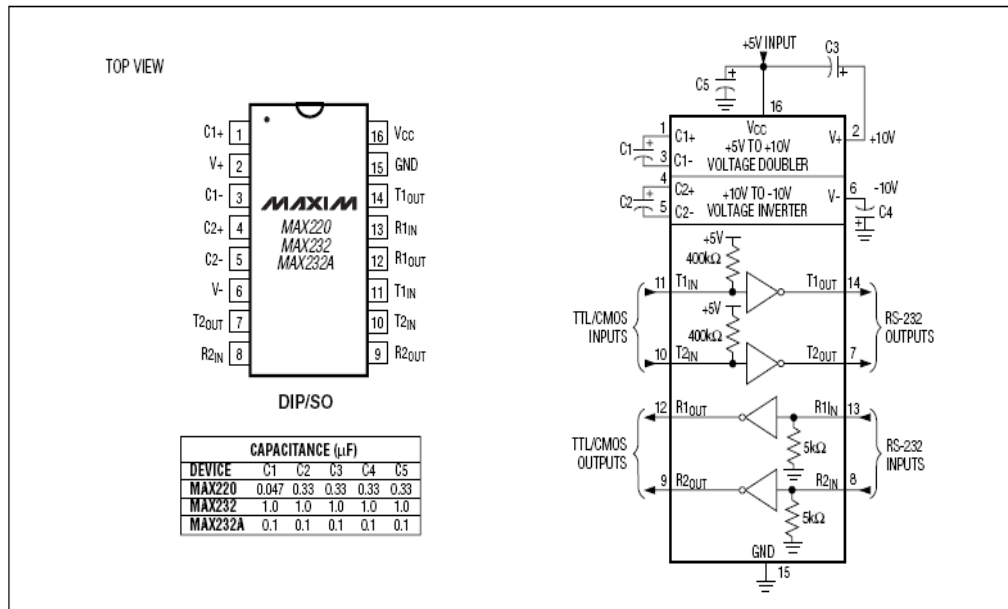 TOP VIEW
C1+ 1
V+ 2
C1- 3
C2+ 4
C2- 5
V- 6
T2OUT 7
R2IN 8
16 VCC
15 GND
14 T1OUT
13 R1IN
12 R1OUT
11 T1IN
10 T2IN
9 R2OUT
MAXIM
MAX220
MAX232
MAX232A
DIP/SO
CAPACITANCE (µF)
DEVICE C1 C2 C3 C4 C5
MAX220 0.047 0.33 0.33 0.33 0.33
MAX232 1.0 1.0 1.0 1.0 1.0
MAX232A 0.1 0.1 0.1 0.1 0.1
+5V INPUT
C3
C5
+
+
16
VCC
1 C1+
C1 +
3 C1-
+5V TO +10V
VOLTAGE DOUBLER
V+ 2 +10V
4 C2+
C2 +
5 C2-
+10V TO -10V
VOLTAGE INVERTER
V- 6 -10V
C4
+
+5V
400kΩ
11 T1IN
T1OUT 14
+5V
400kΩ
TTL/CMOS
INPUTS
RS-232
OUTPUTS
10 T2IN
T2OUT 7
12 R1OUT
R1IN 13
5kΩ
TTL/CMOS
OUTPUTS
RS-232
INPUTS
9 R2OUT
R2IN 8
5kΩ
GND
15